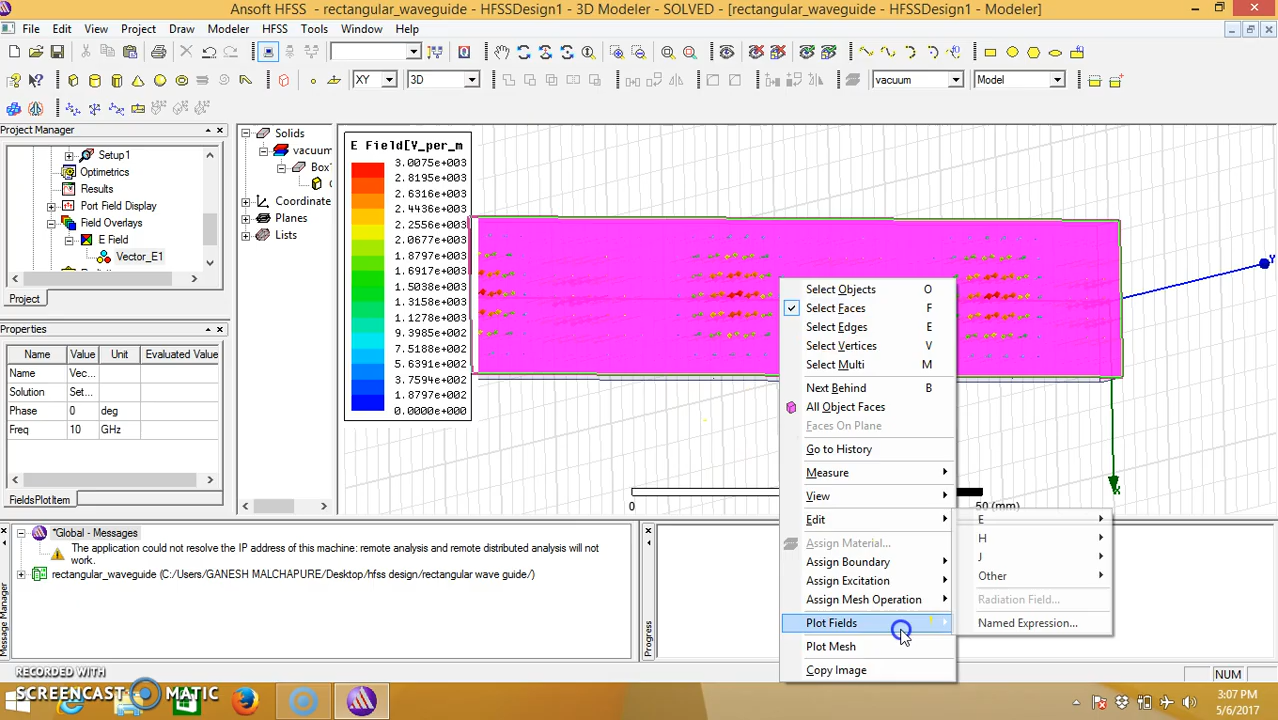 Ansoft HFSS - rectangular_waveguide - HFSSDesign1 - 3D Modeler - SOLVED - [rectangular_waveguide - HFSSDesign1 - Modeler]
File Edit View Project Draw Modeler HFSS Tools Window Help
XY 3D vacuum Model
Project Manager
Setup1
Optimetrics
Results
Port Field Display
Field Overlays
E Field
Vector_E1
Project
Properties
Name Value Unit Evaluated Value
Name Vec...
Solution Set...
Phase 0 deg
Freq 10 GHz
FieldsPlotItem
Solids
vacuum
Box
Coordinate
Planes
Lists
E Field[V_per_m
3.0075e+003
2.8195e+003
2.6316e+003
2.4436e+003
2.2556e+003
2.0677e+003
1.8797e+003
1.6917e+003
1.5038e+003
1.3158e+003
1.1278e+003
9.3985e+002
7.5188e+002
5.6391e+002
3.7594e+002
1.8797e+002
0.0000e+000
Y
X
0 50 (mm)
Select Objects O
Select Faces F
Select Edges E
Select Vertices V
Select Multi M
Next Behind B
All Object Faces
Faces On Plane
Go to History
Measure
View
Edit
Assign Material...
Assign Boundary
Assign Excitation
Assign Mesh Operation
Plot Fields
Plot Mesh
Copy Image
E
H
J
Other
Radiation Field...
Named Expression...
*Global - Messages
The application could not resolve the IP address of this machine: remote analysis and remote distributed analysis will not
work.
rectangular_waveguide (C:/Users/GANESH MALCHAPURE/Desktop/hfss design/rectangular wave guide/)
Message Manager
Progress
NUM
RECORDED WITH
SCREENCAST MATIC
3:07 PM
5/6/2017